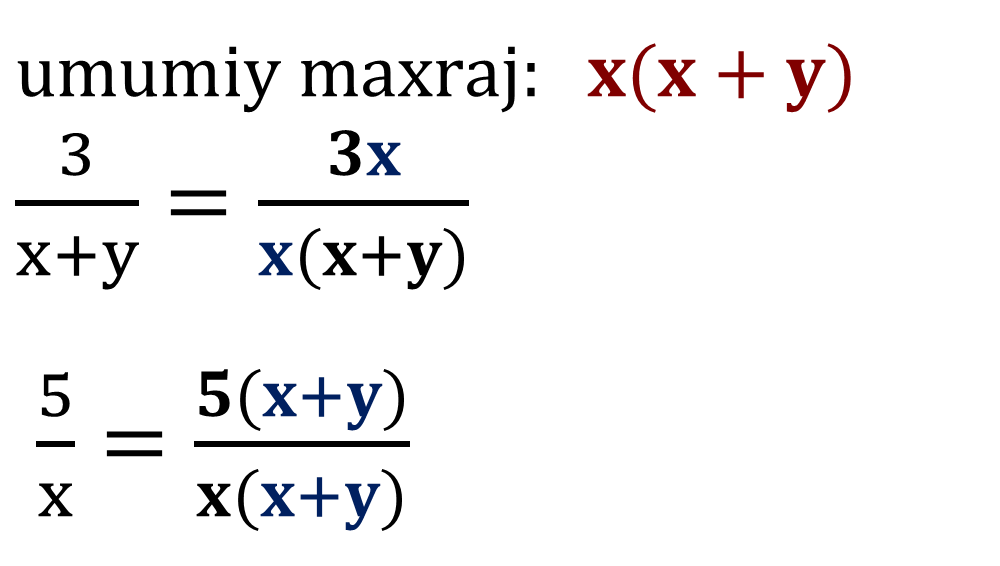 umumiy maxraj: x(x + y)
3/(x+y) = 3x/(x(x+y))
5/x = 5(x+y)/(x(x+y))